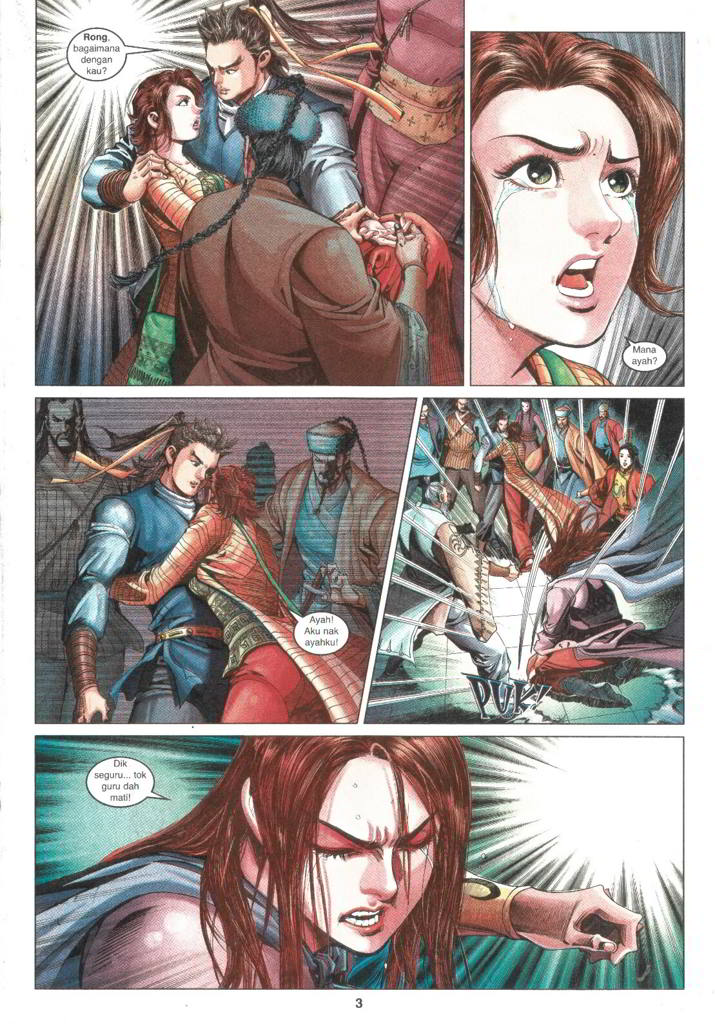 Rong,
bagaimana
dengan
kau?
Mana
ayah?
Ayah!
Aku nak
ayahku!
PUK!
Dik
seguru... tok
guru dah
mati!
3